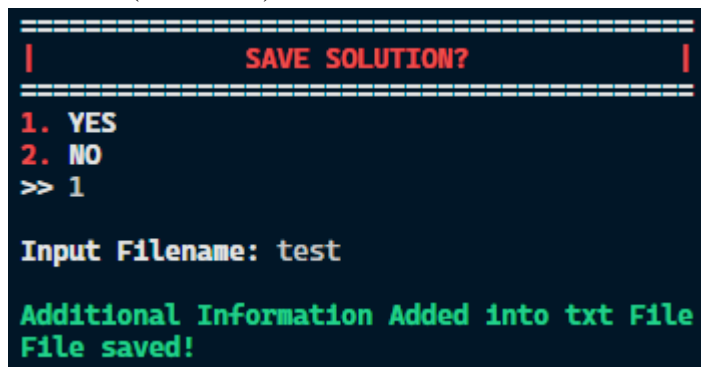 ==========================================
| SAVE SOLUTION? |
==========================================
1. YES
2. NO
>> 1
Input Filename: test
Additional Information Added into txt File
File saved!